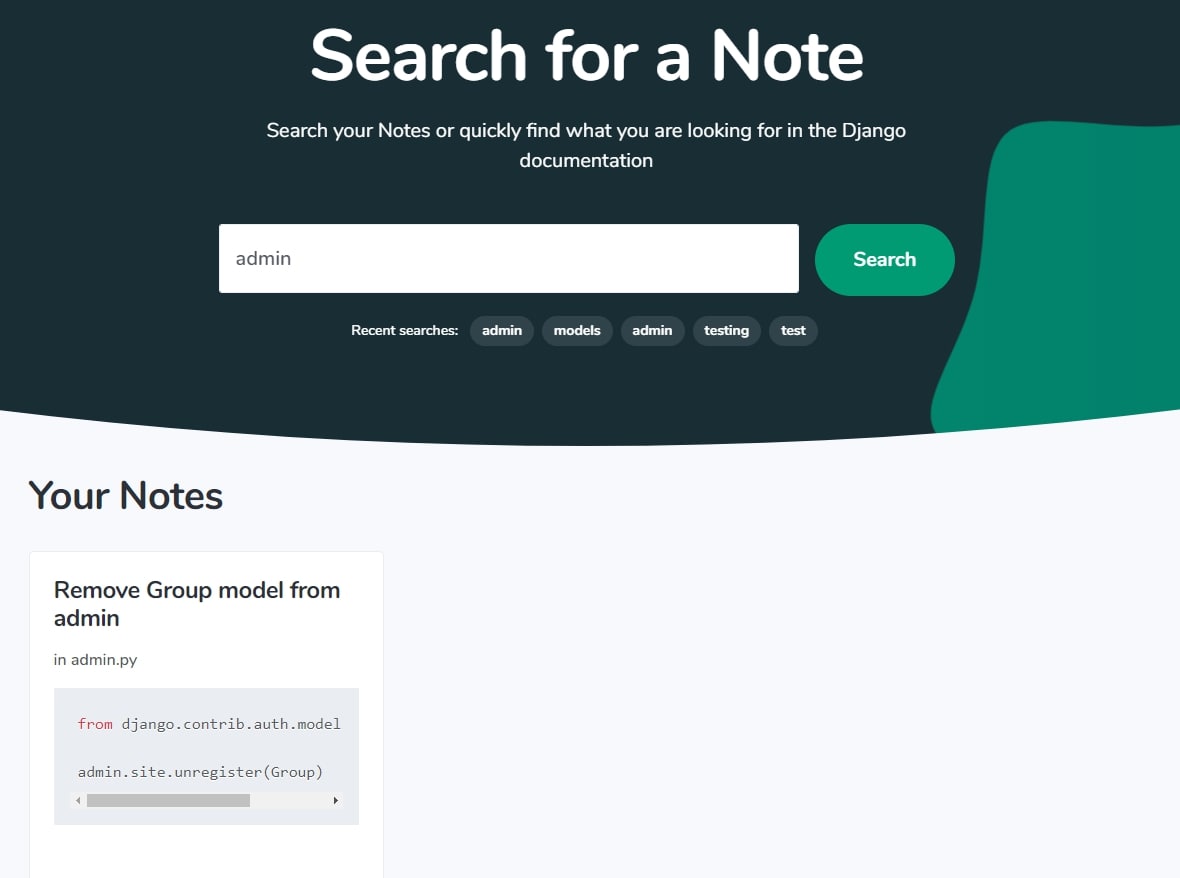 Search for a Note
Search your Notes or quickly find what you are looking for in the Django
documentation
admin
Search
Recent searches: admin models admin testing test
Your Notes
Remove Group model from
admin
in admin.py
from django.contrib.auth.model
admin.site.unregister(Group)